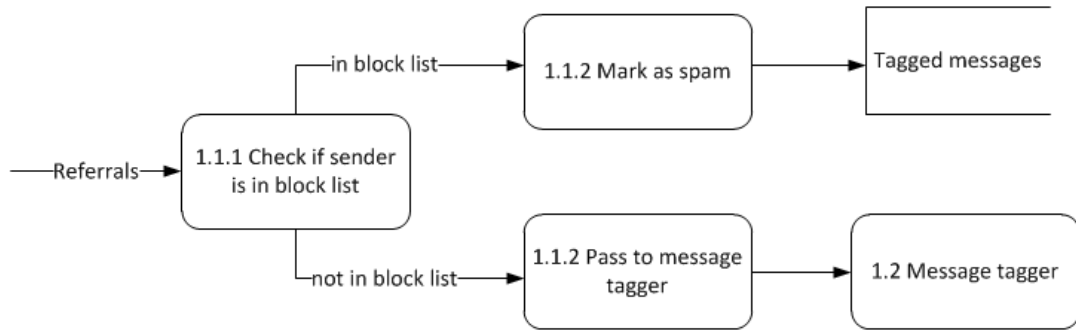 in block list
1.1.2 Mark as spam
Tagged messages
Referrals
1.1.1 Check if sender
is in block list
not in block list
1.1.2 Pass to message
tagger
1.2 Message tagger